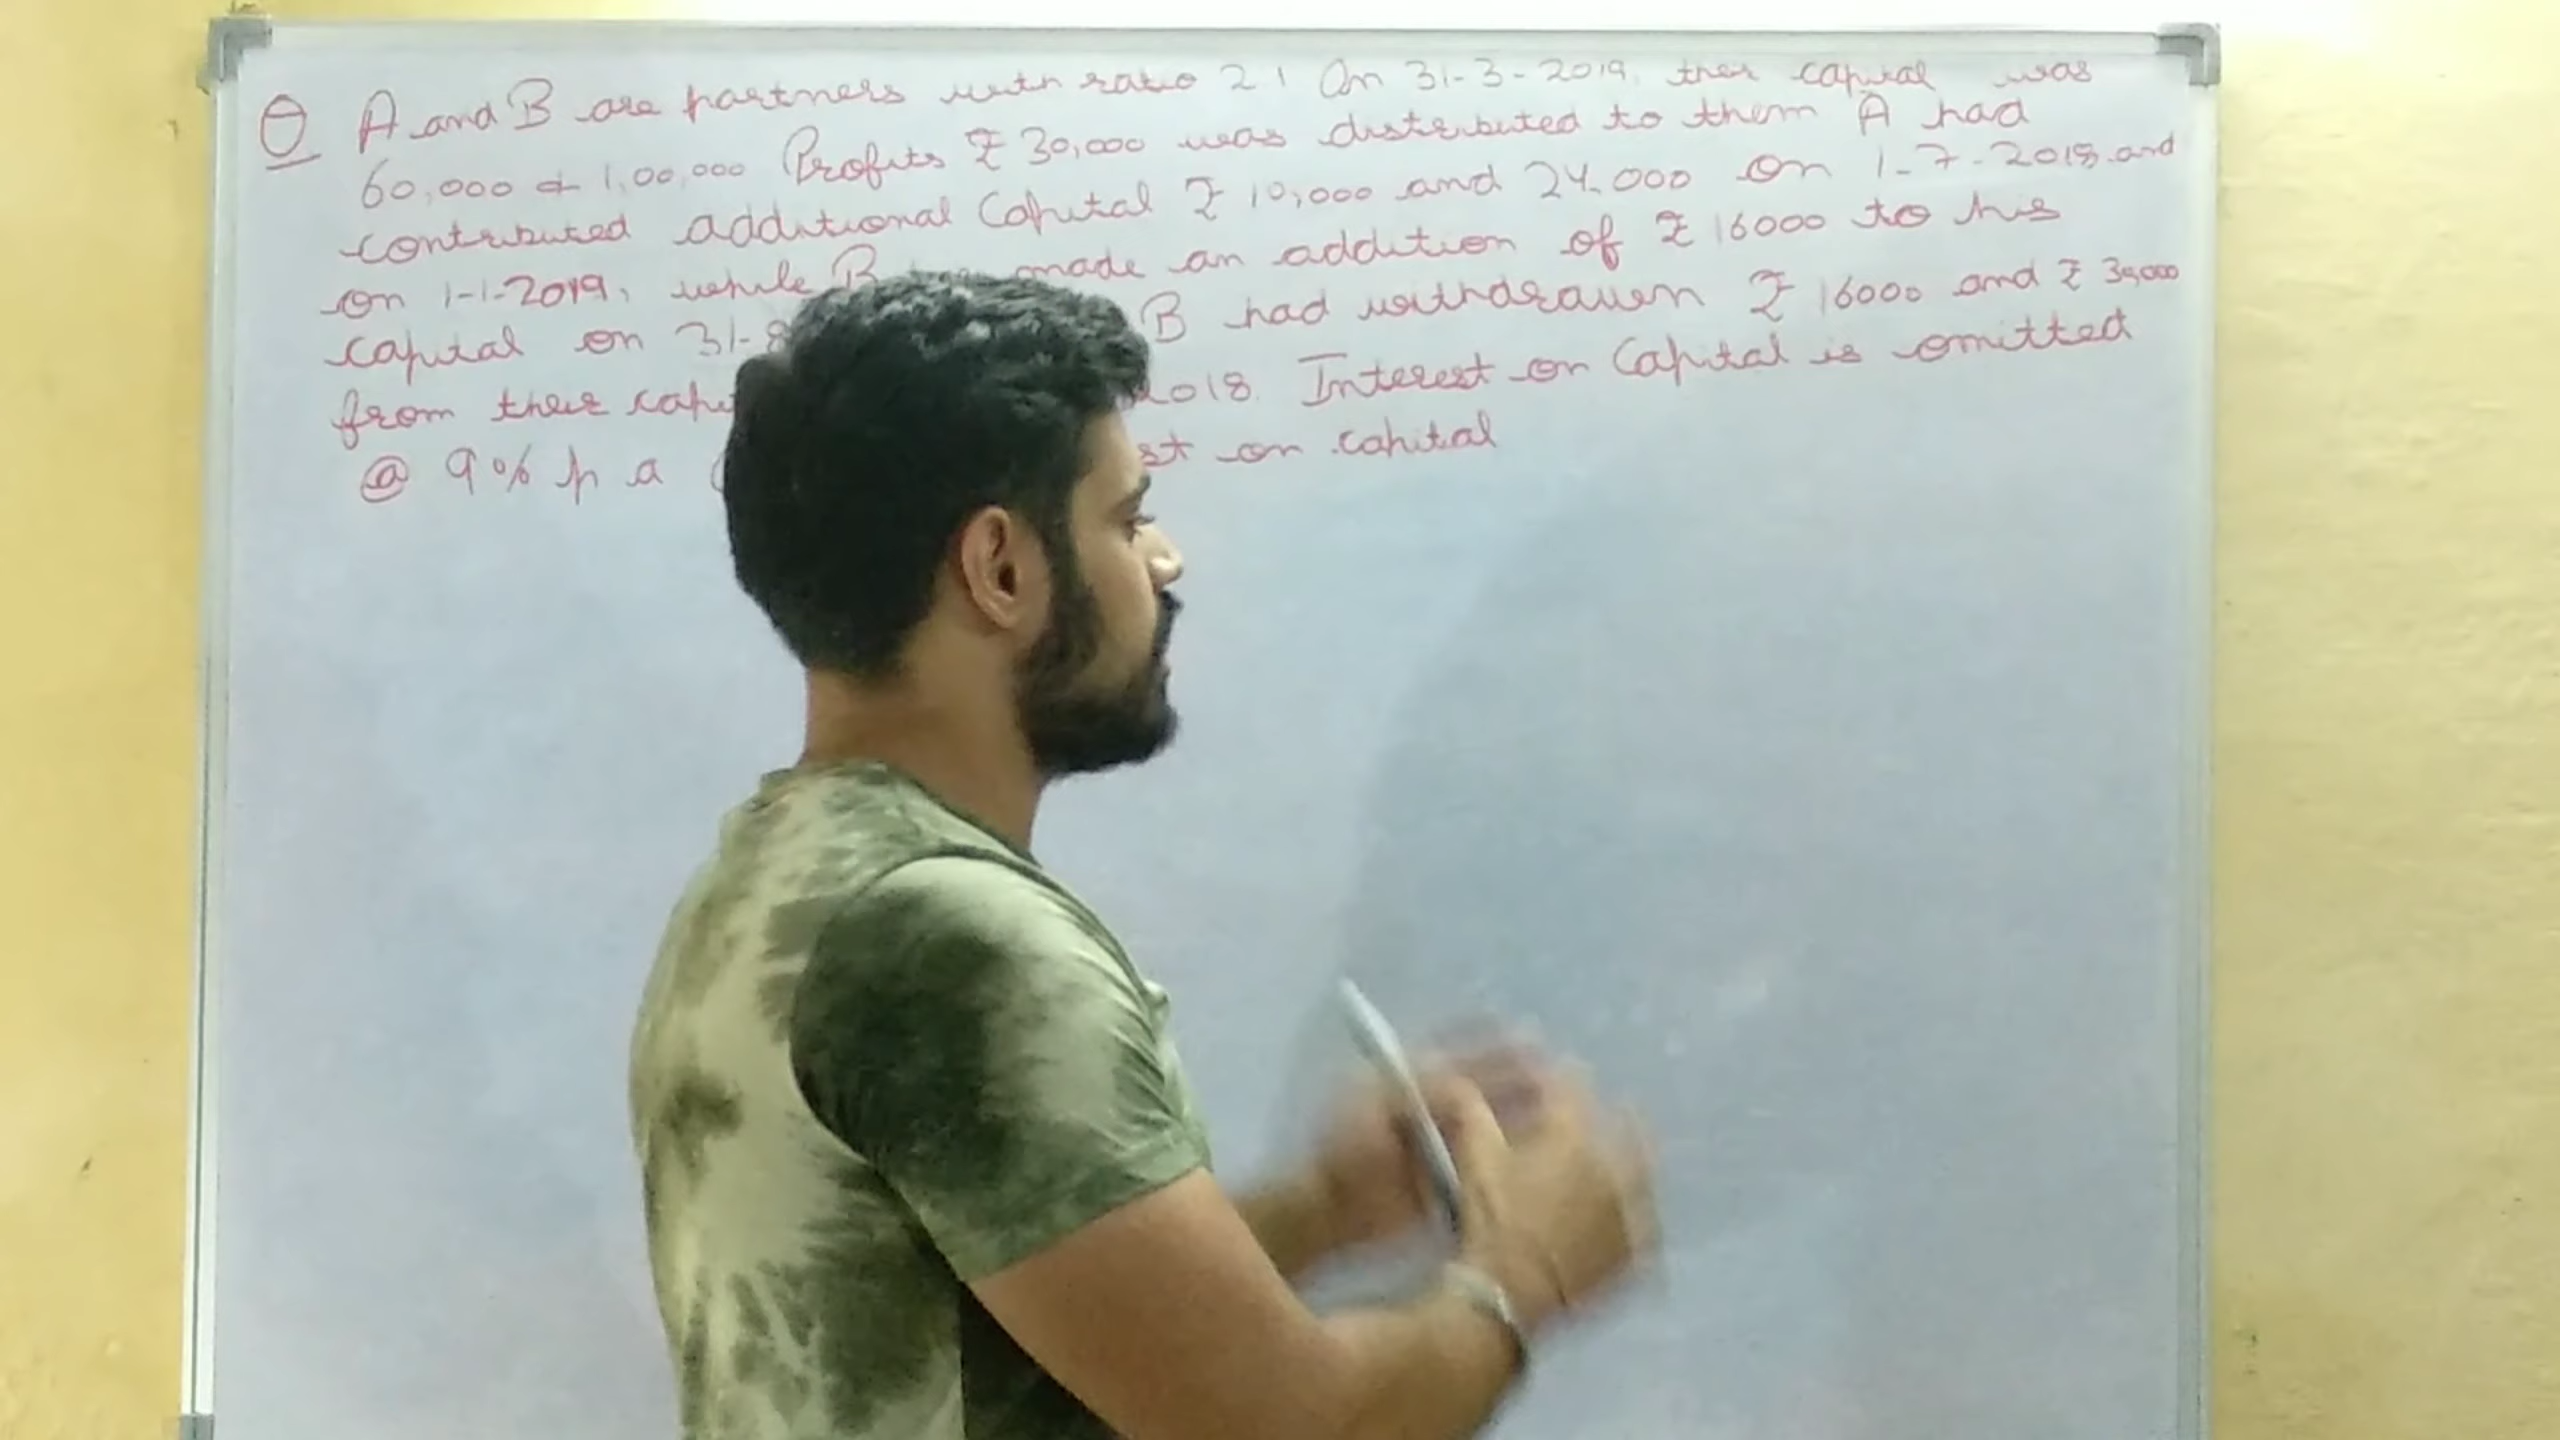 Q A and B are partners with ratio 2:1 On 31-3-2019, their capital was
60,000 & 1,00,000 Profits ₹ 30,000 was distributed to them A had
contributed additional Capital ₹ 10,000 and 24,000 on 1-7-2018 and
on 1-1-2019, while B made an addition of ₹ 16000 to his
capital on 31-8 B had withdrawn ₹ 16000 and ₹
from their 2018. Interest on Capital is omitted
@ 9% p a on capital